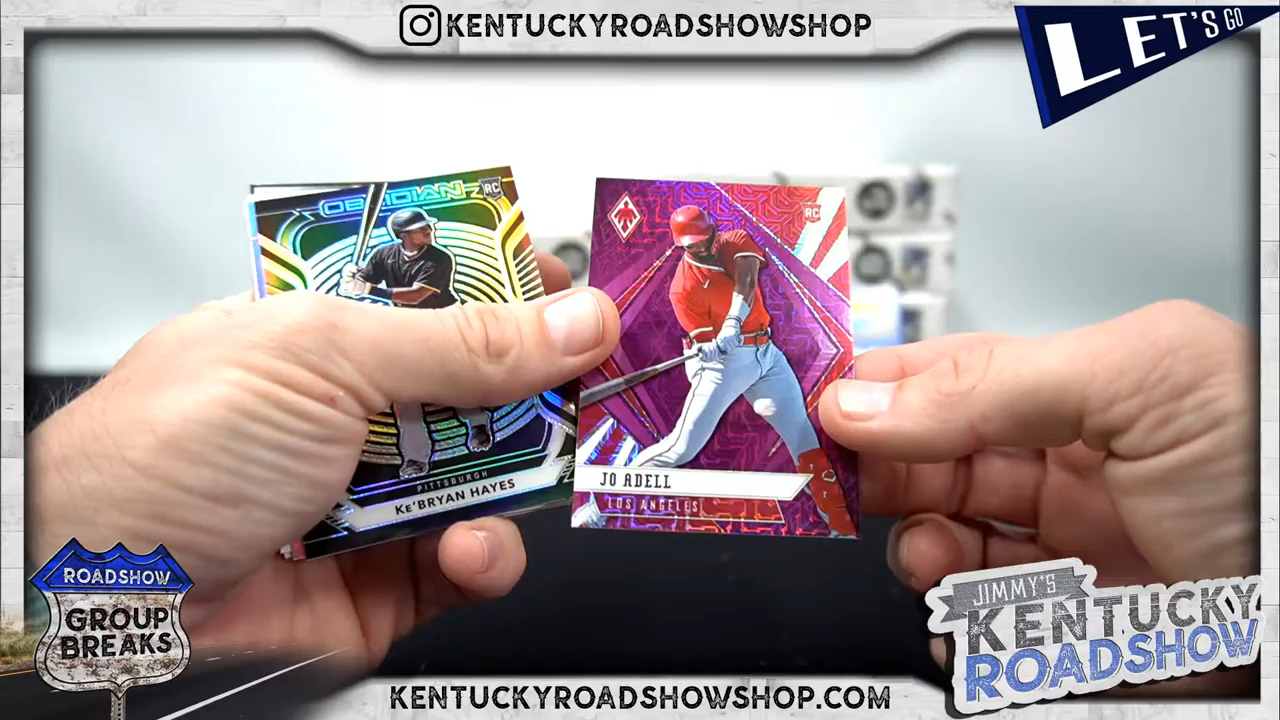 KENTUCKYROADSHOWSHOP
LET'S GO
OBSIDIAN
RC
PITTSBURGH
KE'BRYAN HAYES
RC
JO ADELL
LOS ANGELES
ROADSHOW
GROUP
BREAKS
JIMMY'S
KENTUCKY
ROADSHOW
KENTUCKYROADSHOWSHOP.COM